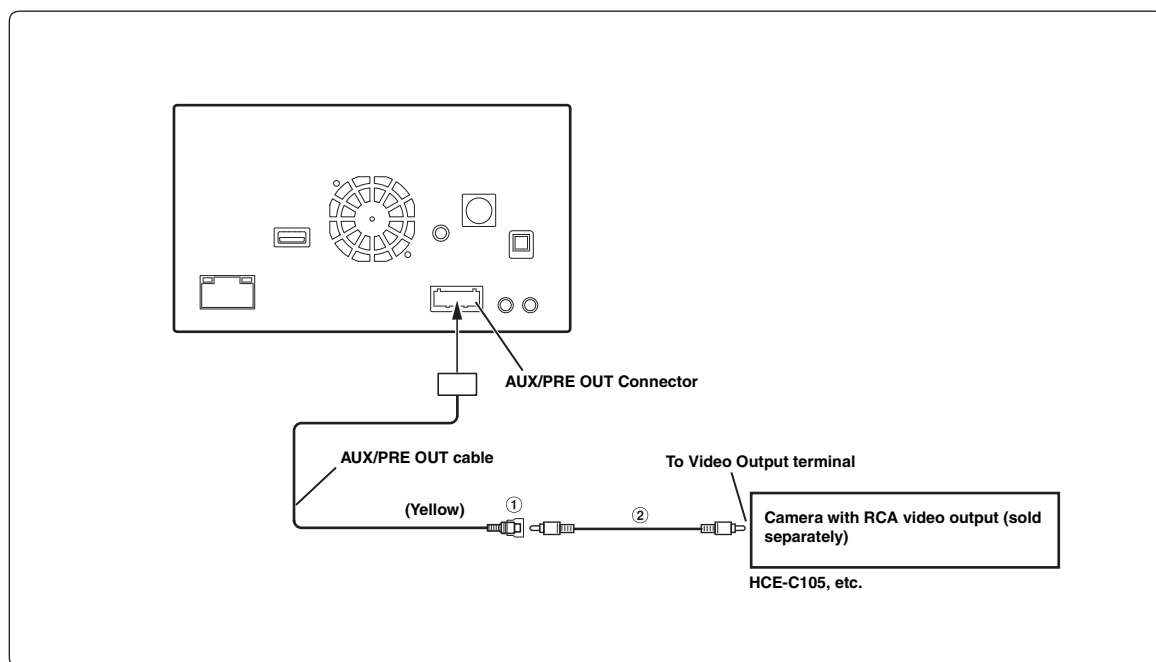 AUX/PRE OUT Connector
AUX/PRE OUT cable
To Video Output terminal
(Yellow)
①
②
Camera with RCA video output (sold
separately)
HCE-C105, etc.